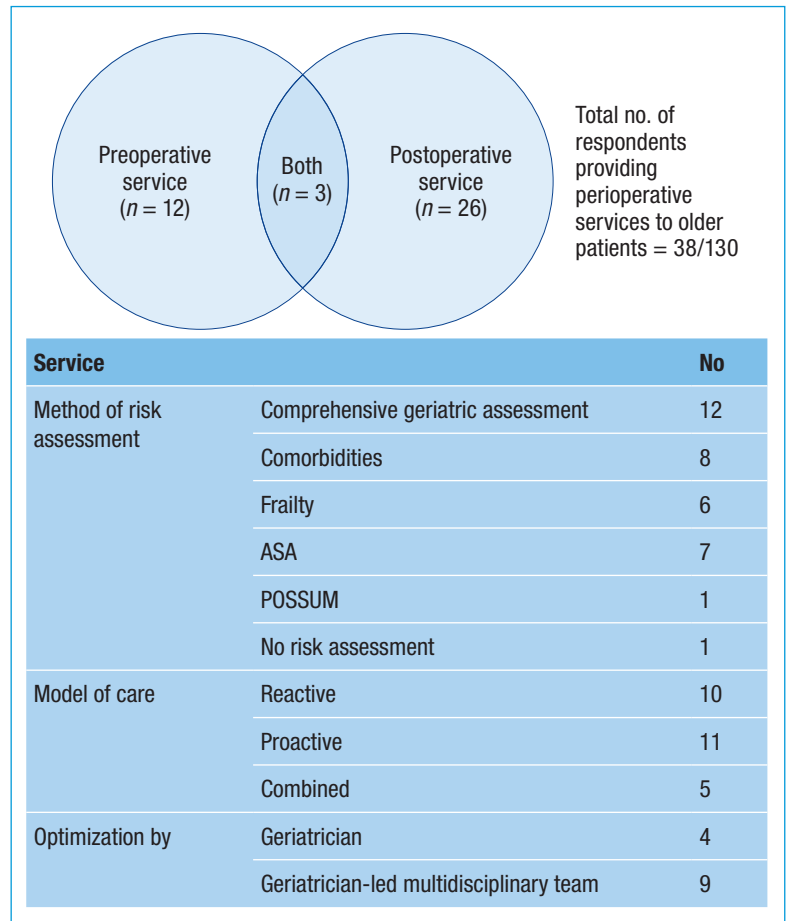 Preoperative
service
(n = 12)
Both
(n = 3)
Postoperative
service
(n = 26)
Total no. of
respondents
providing
perioperative
services to older
patients = 38/130
Service No
Method of risk
assessment
Comprehensive geriatric assessment 12
Comorbidities 8
Frailty 6
ASA 7
POSSUM 1
No risk assessment 1
Model of care Reactive 10
Proactive 11
Combined 5
Optimization by Geriatrician 4
Geriatrician-led multidisciplinary team 9